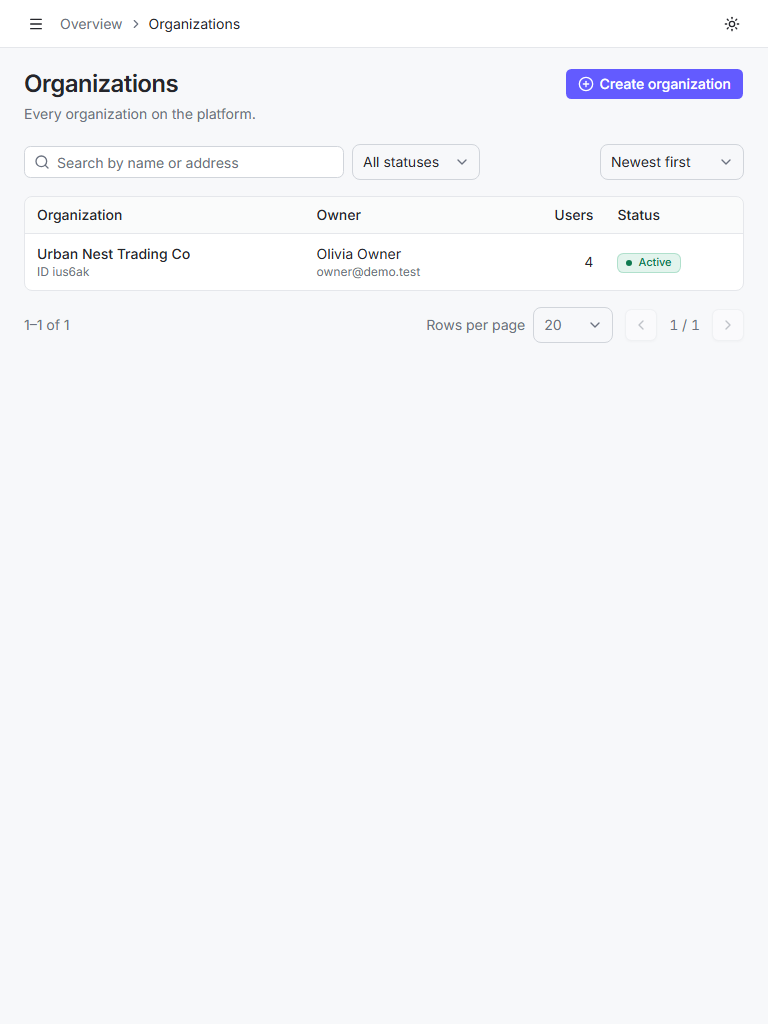 Overview > Organizations
Organizations
Create organization
Every organization on the platform.
Search by name or address
All statuses
Newest first
Organization Owner Users Status
Urban Nest Trading Co Olivia Owner 4 Active
ID ius6ak owner@demo.test
1–1 of 1 Rows per page 20 1 / 1